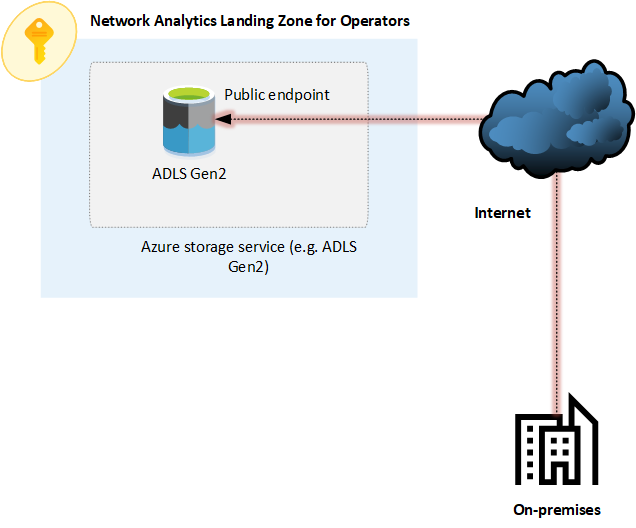 Network Analytics Landing Zone for Operators
Public endpoint
ADLS Gen2
Azure storage service (e.g. ADLS
Gen2)
Internet
On-premises